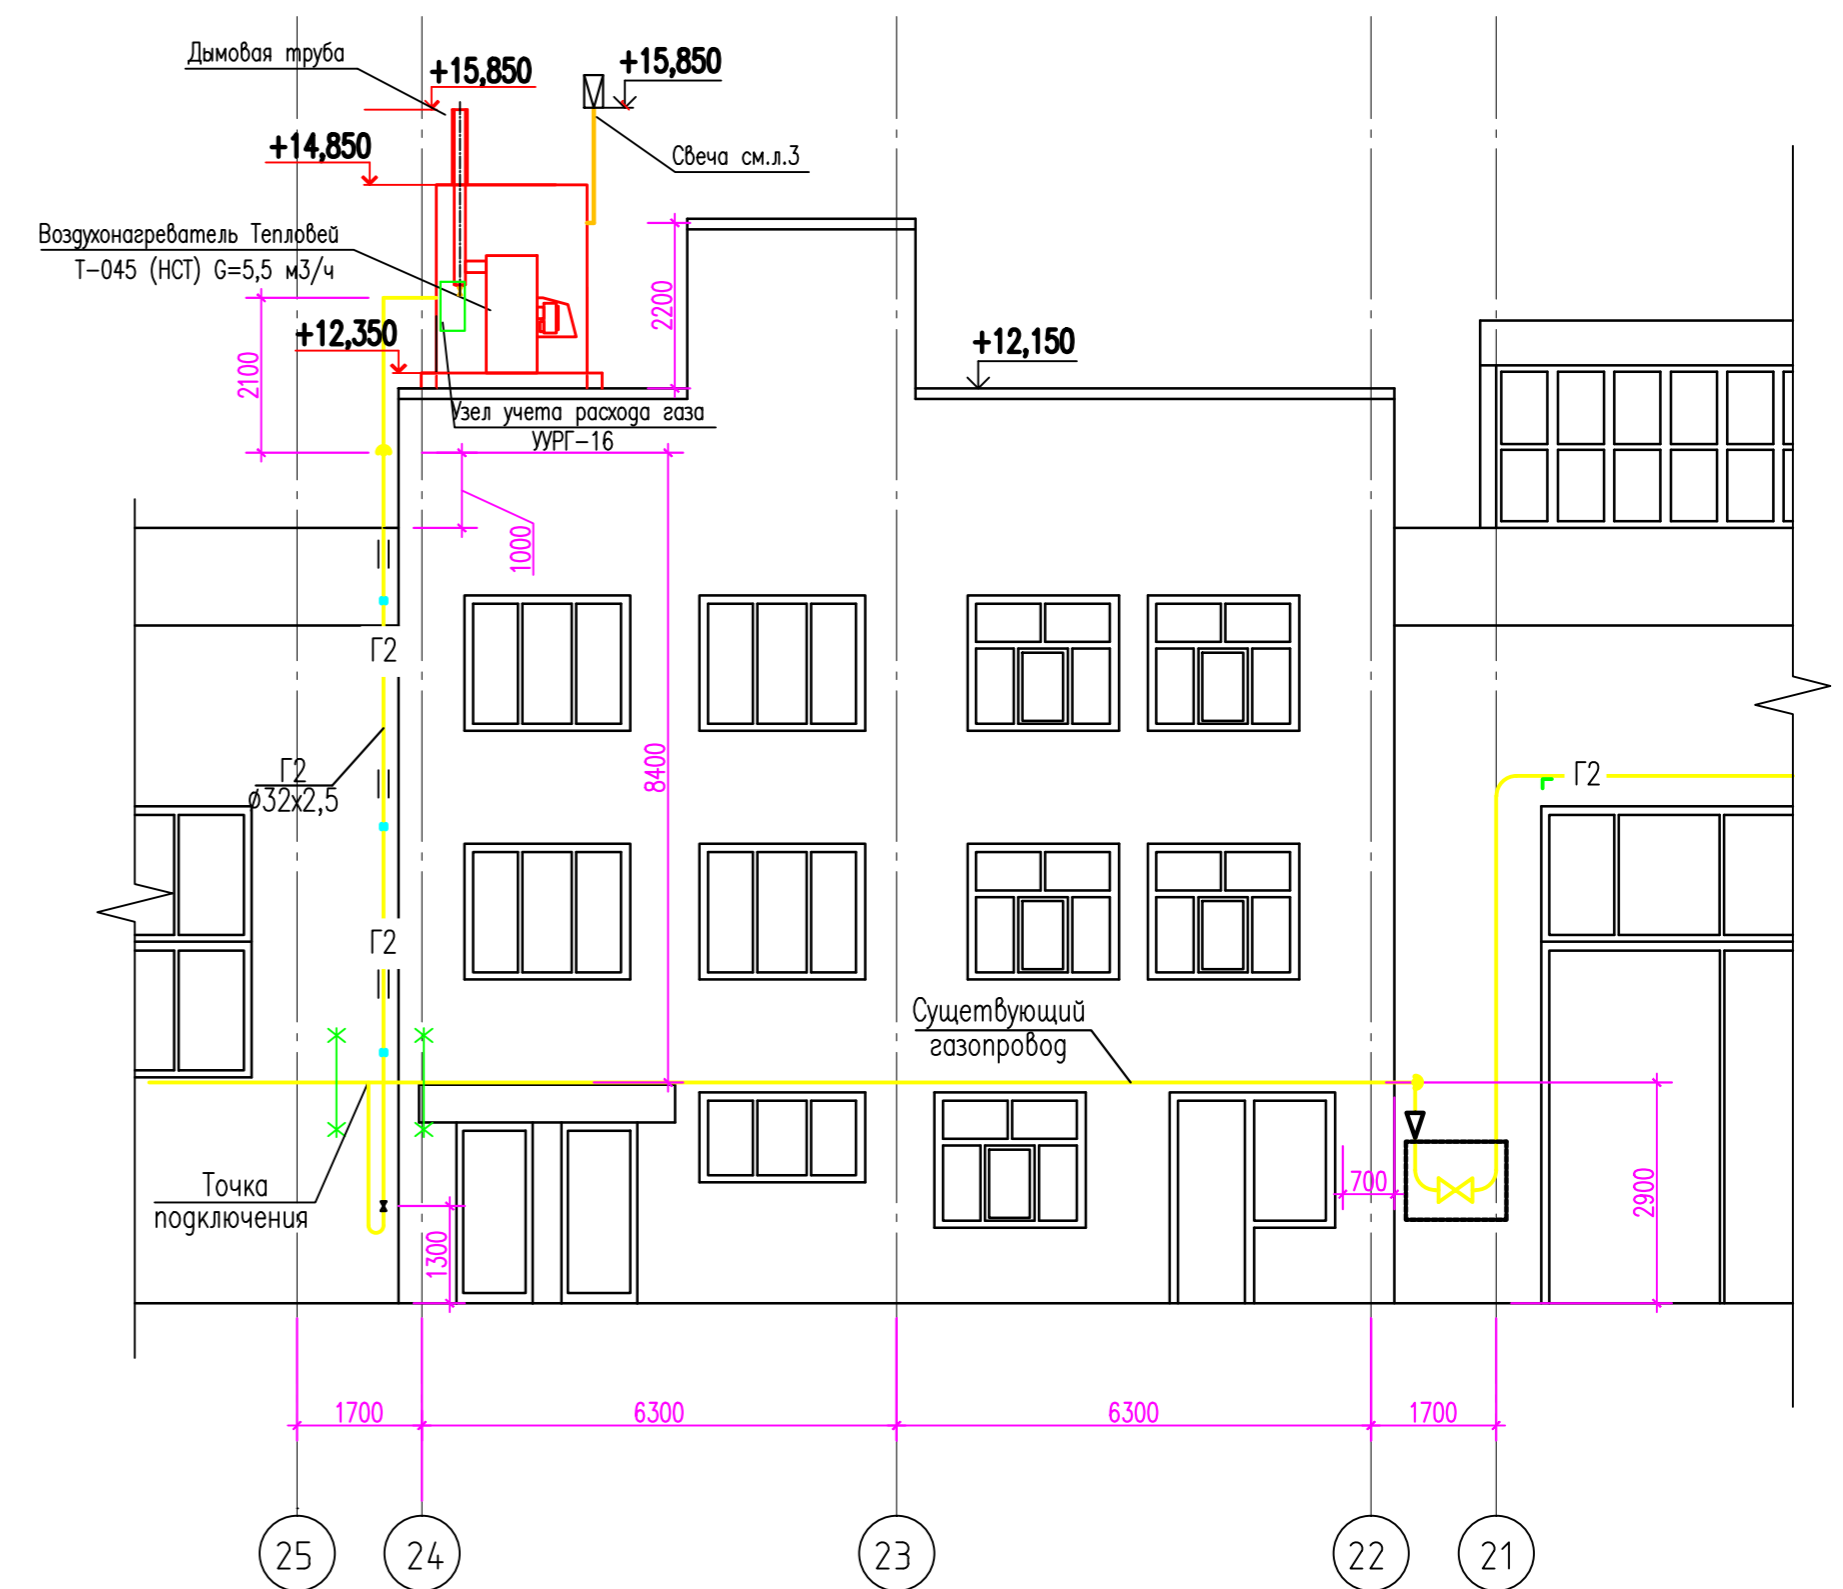 Дымовая труба
+15,850
+15,850
+14,850
Свеча см.л.3
Воздухонагреватель Тепловей
Т-045 (НСТ) G=5,5 м3/ч
2200
+12,350
+12,150
2100
Узел учета расхода газа
УУРГ-16
1000
Г2
8400
Г2
ø32х2,5
Г2
Г2
Сущетвующий
газопровод
Точка
подключения
700
2900
1300
1700
6300
6300
1700
25
24
23
22
21